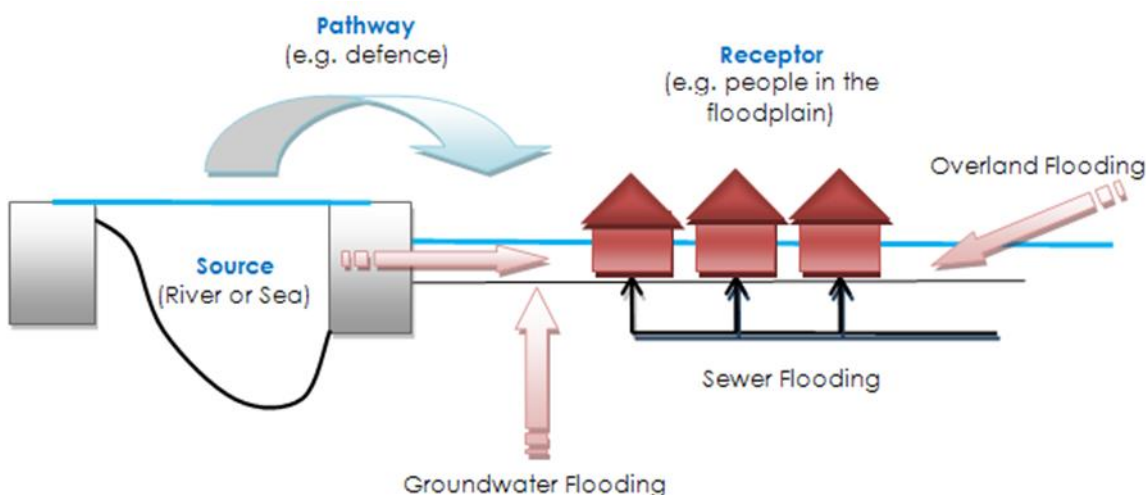 Pathway
(e.g. defence)
Receptor
(e.g. people in the
floodplain)
Overland Flooding
Source
(River or Sea)
Sewer Flooding
Groundwater Flooding